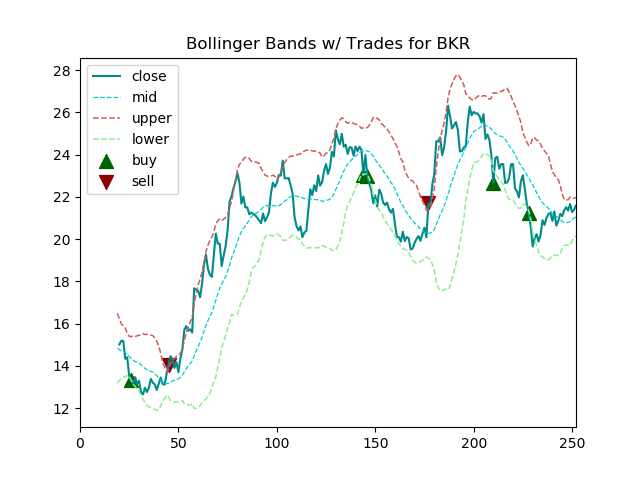 Bollinger Bands w/ Trades for BKR
close
mid
upper
lower
buy
sell
28
26
24
22
20
18
16
14
12
0 50 100 150 200 250